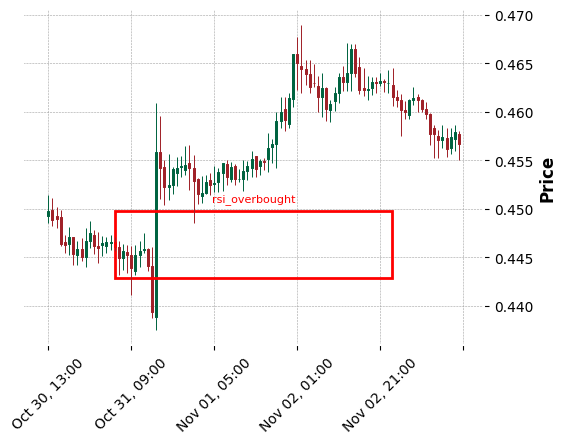 0.470
0.465
0.460
0.455
0.450
0.445
0.440
Price
rsi_overbought
Oct 30, 13:00
Oct 31, 09:00
Nov 01, 05:00
Nov 02, 01:00
Nov 02, 21:00